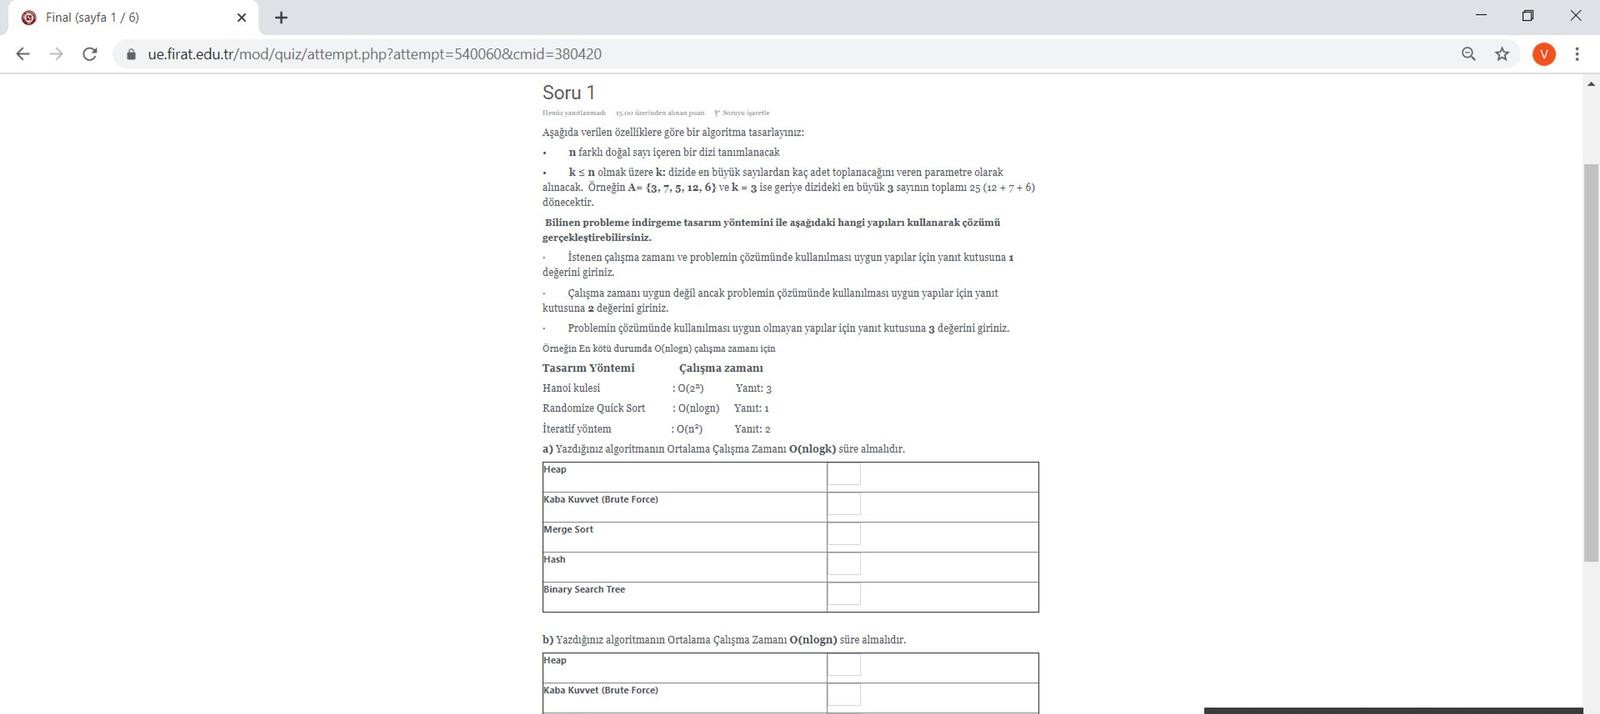 Final (sayfa 1 / 6)
ue.firat.edu.tr/mod/quiz/attempt.php?attempt=540060&cmid=380420
V
Soru 1
Henüz yanıtlanmadı 15,00 üzerinden alınan puan Soruyu işaretle
Aşağıda verilen özelliklere göre bir algoritma tasarlayınız:
• n farklı doğal sayı içeren bir dizi tanımlanacak
• k ≤ n olmak üzere k: dizide en büyük sayılardan kaç adet toplanacağını veren parametre olarak
alınacak. Örneğin A= {3, 7, 5, 12, 6} ve k = 3 ise geriye dizideki en büyük 3 sayının toplamı 25 (12 + 7 + 6)
dönecektir.
Bilinen probleme indirgeme tasarım yöntemini ile aşağıdaki hangi yapıları kullanarak çözümü
gerçekleştirebilirsiniz.
· İstenen çalışma zamanı ve problemin çözümünde kullanılması uygun yapılar için yanıt kutusuna 1
değerini giriniz.
· Çalışma zamanı uygun değil ancak problemin çözümünde kullanılması uygun yapılar için yanıt
kutusuna 2 değerini giriniz.
· Problemin çözümünde kullanılması uygun olmayan yapılar için yanıt kutusuna 3 değerini giriniz.
Örneğin En kötü durumda O(nlogn) çalışma zamanı için
Tasarım Yöntemi Çalışma zamanı
Hanoi kulesi : O(2ⁿ) Yanıt: 3
Randomize Quick Sort : O(nlogn) Yanıt: 1
İteratif yöntem : O(n²) Yanıt: 2
a) Yazdığınız algoritmanın Ortalama Çalışma Zamanı O(nlogk) süre almalıdır.
Heap
Kaba Kuvvet (Brute Force)
Merge Sort
Hash
Binary Search Tree
b) Yazdığınız algoritmanın Ortalama Çalışma Zamanı O(nlogn) süre almalıdır.
Heap
Kaba Kuvvet (Brute Force)